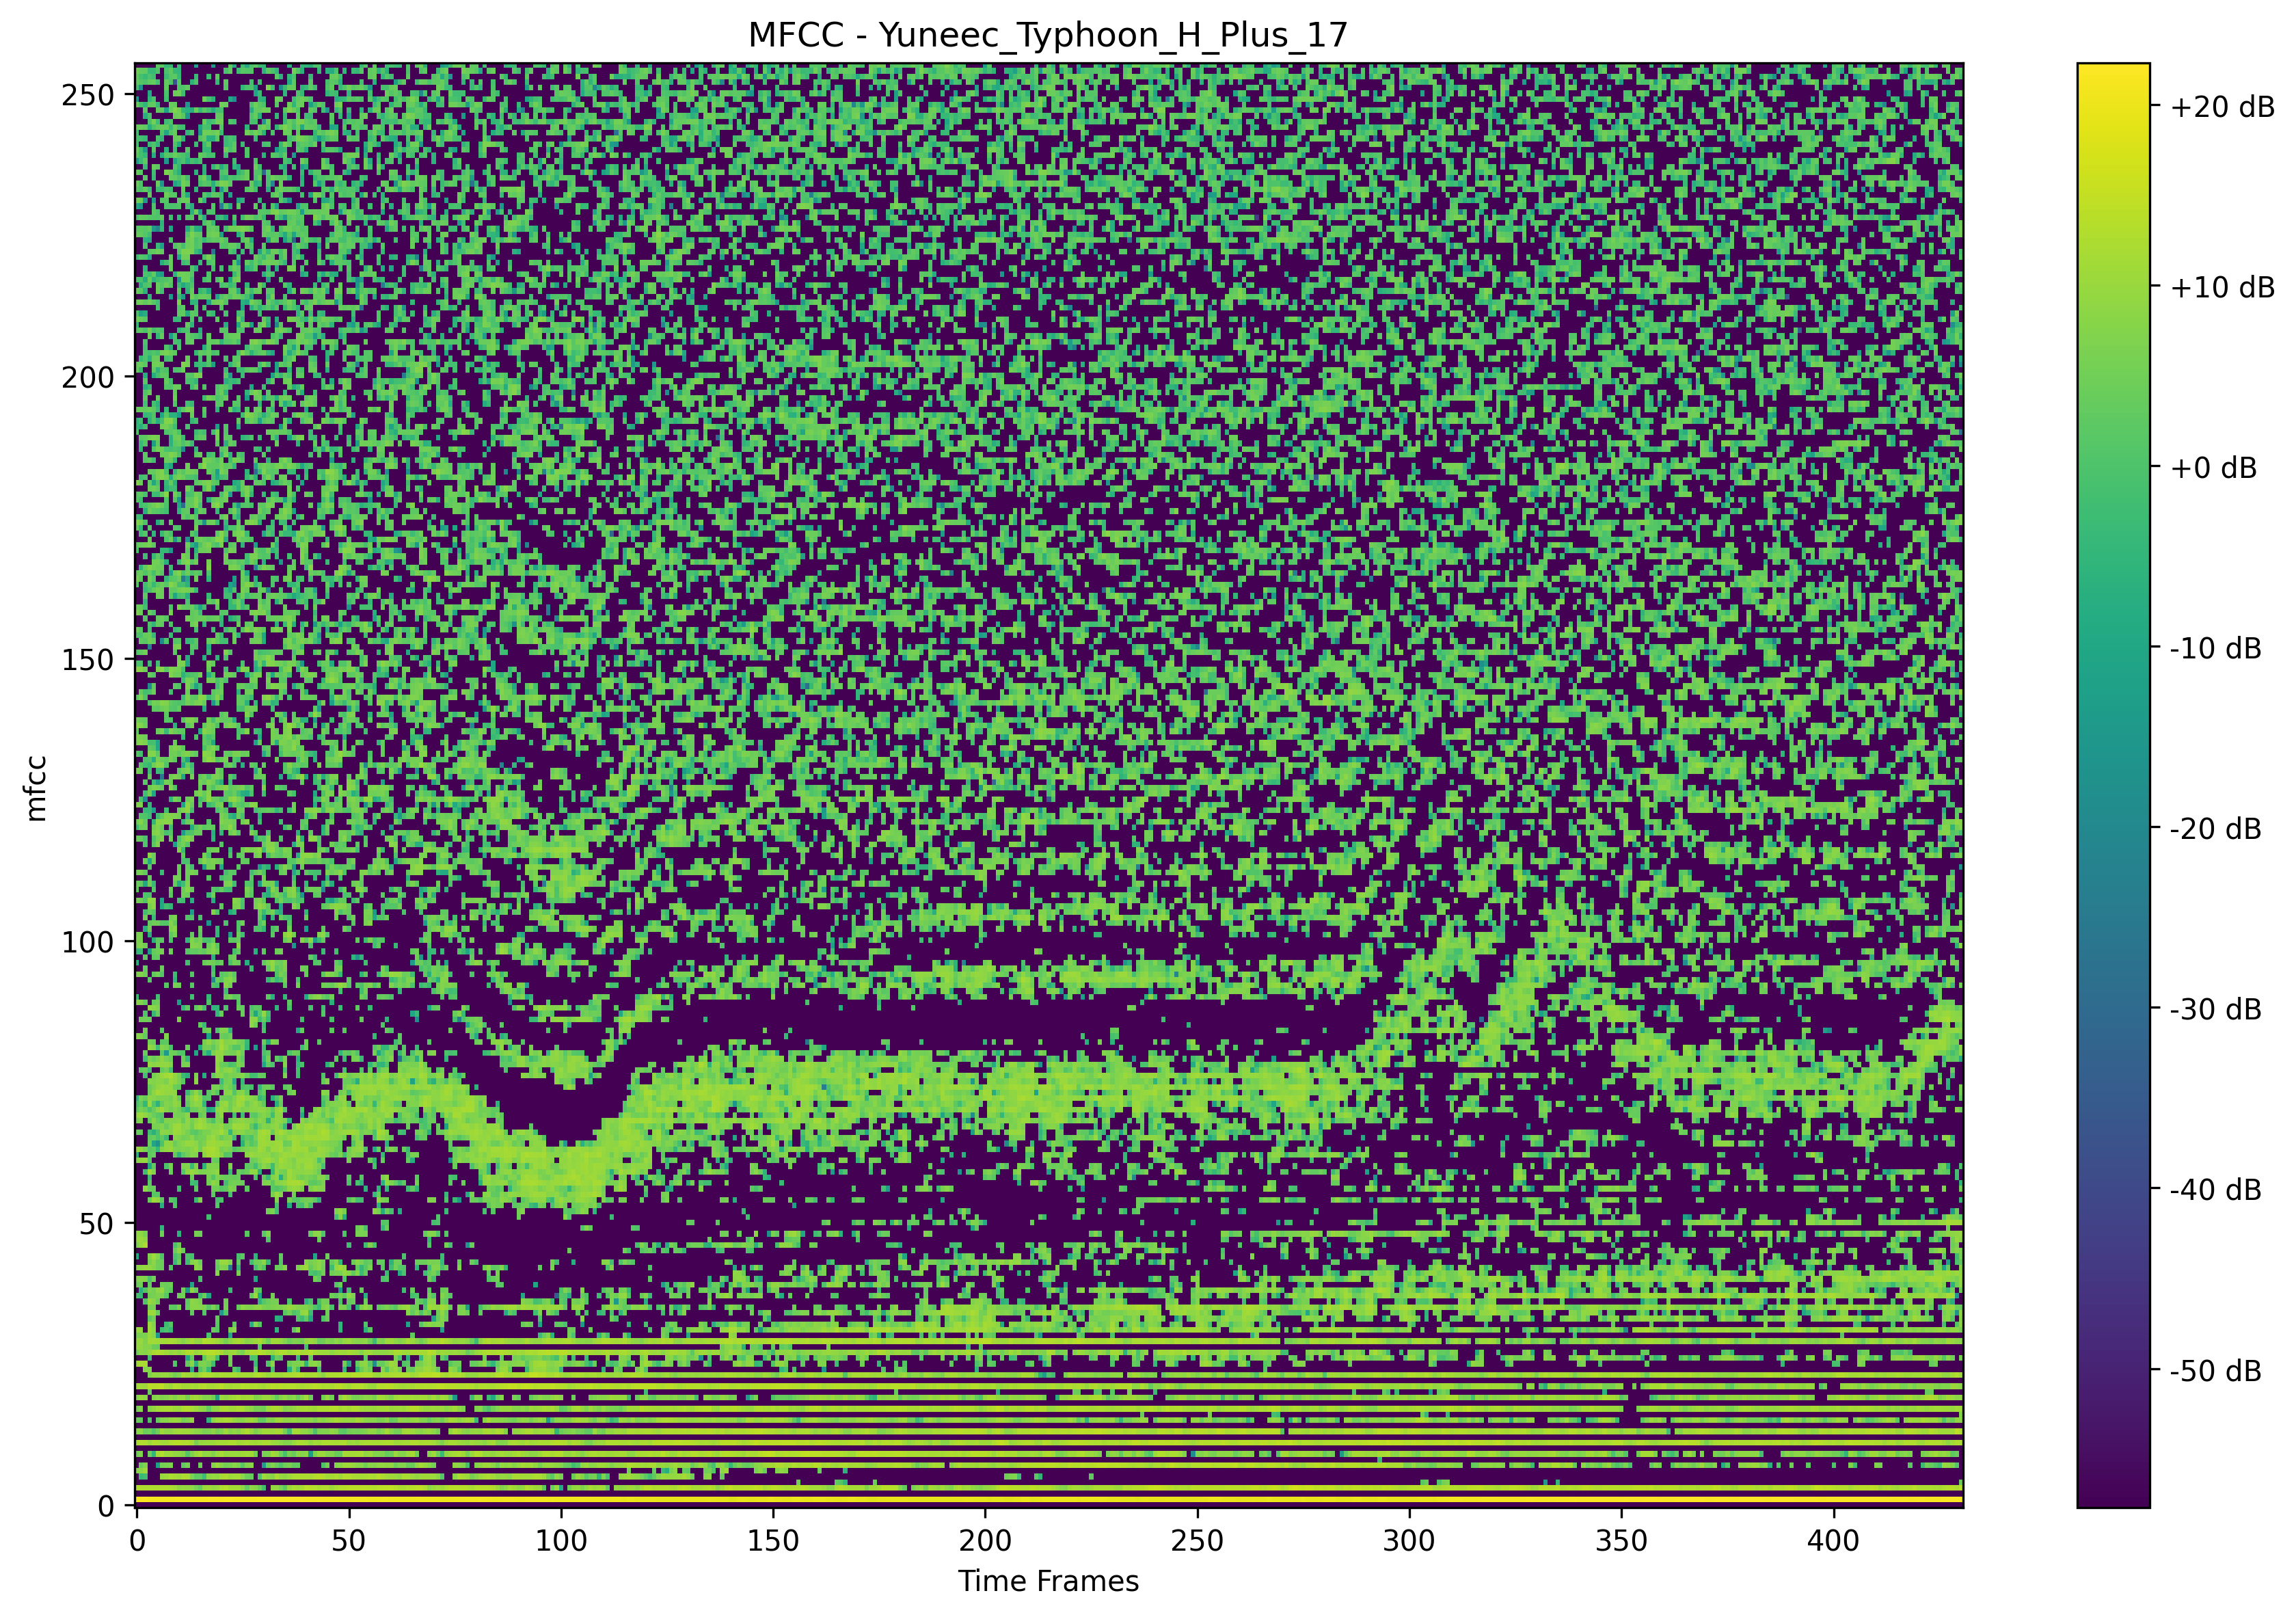 MFCC - Yuneec_Typhoon_H_Plus_17
250
200
150
100
50
0
mfcc
0 50 100 150 200 250 300 350 400
Time Frames
+20 dB
+10 dB
+0 dB
-10 dB
-20 dB
-30 dB
-40 dB
-50 dB